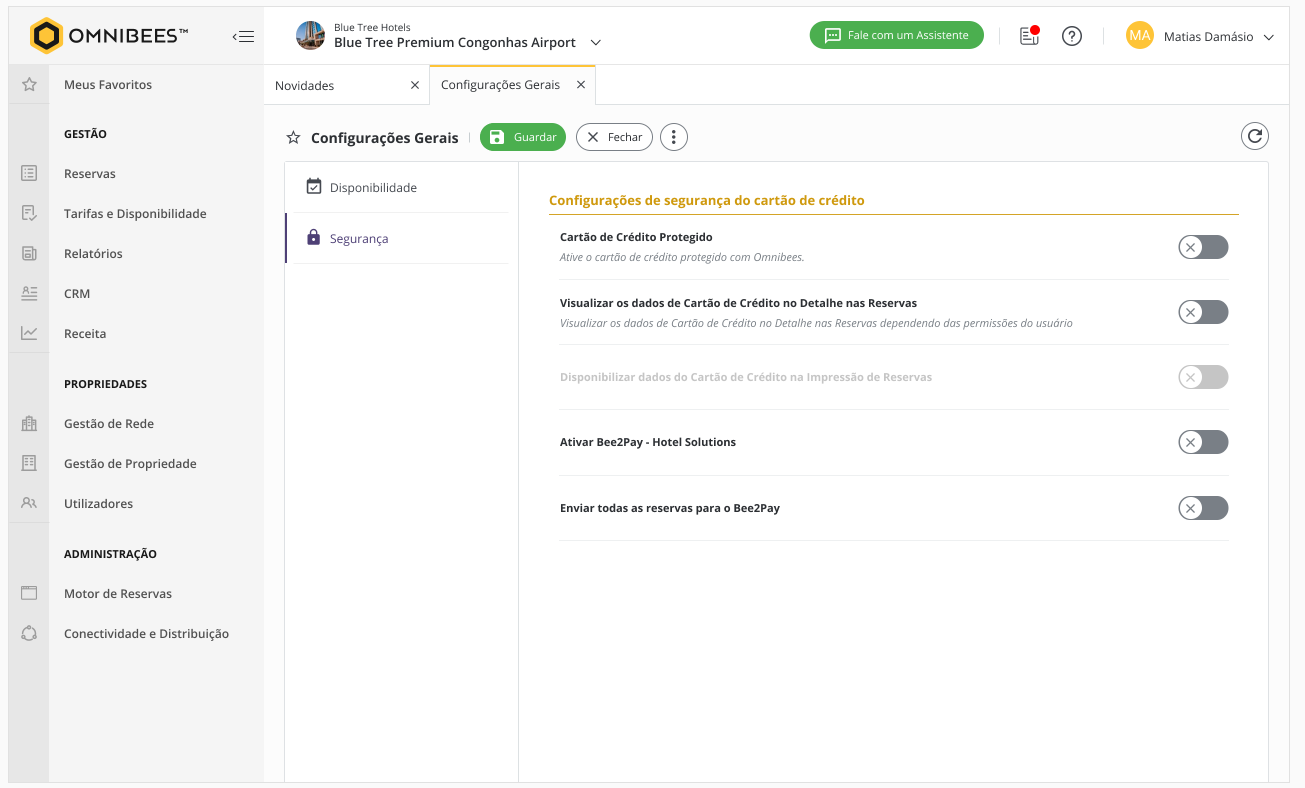 OMNIBEES™
Blue Tree Hotels
Blue Tree Premium Congonhas Airport
Fale com um Assistente
MA
Matias Damásio
Meus Favoritos
GESTÃO
Reservas
Tarifas e Disponibilidade
Relatórios
CRM
Receita
PROPRIEDADES
Gestão de Rede
Gestão de Propriedade
Utilizadores
ADMINISTRAÇÃO
Motor de Reservas
Conectividade e Distribuição
Novidades
Configurações Gerais
Configurações Gerais
Guardar
Fechar
Disponibilidade
Segurança
Configurações de segurança do cartão de crédito
Cartão de Crédito Protegido
Ative o cartão de crédito protegido com Omnibees.
Visualizar os dados de Cartão de Crédito no Detalhe nas Reservas
Visualizar os dados de Cartão de Crédito no Detalhe nas Reservas dependendo das permissões do usuário
Disponibilizar dados do Cartão de Crédito na Impressão de Reservas
Ativar Bee2Pay - Hotel Solutions
Enviar todas as reservas para o Bee2Pay